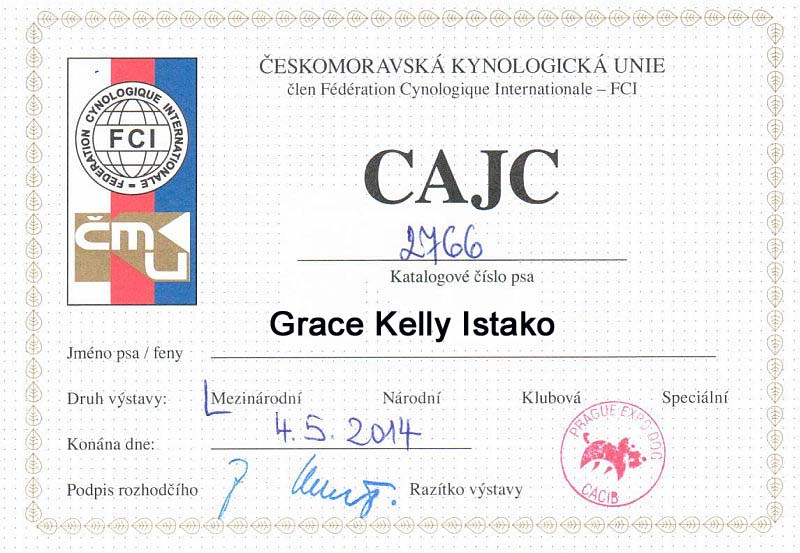 ČESKOMORAVSKÁ KYNOLOGICKÁ UNIE
člen Fédération Cynologique Internationale – FCI
FEDERATION CYNOLOGIQUE INTERNATIONALE
FCI
ČMKU
CAJC
2766
Katalogové číslo psa
Grace Kelly Istako
Jméno psa / feny
Druh výstavy: Mezinárodní Národní Klubová Speciální
Konána dne: 4.5.2014
PRAGUE EXPO DOG
CACIB
Podpis rozhodčího Razítko výstavy